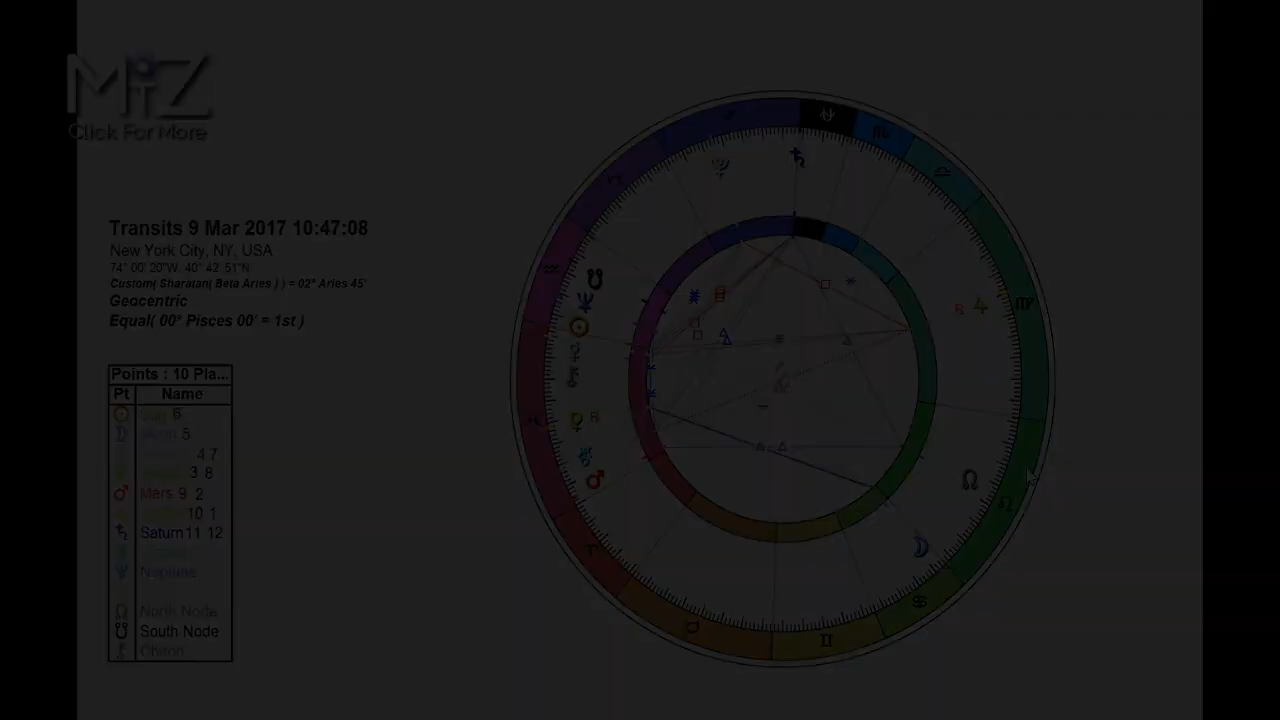 MiTZ
Click For More
Transits 9 Mar 2017 10:47:08
New York City, NY, USA
74° 00' 20"W, 40° 42' 51"N
Custom( Sharatan( Beta Aries ) ) = 02° Aries 45'
Geocentric
Equal( 00° Pisces 00' = 1st )
Points : 10 Pla...
Pt Name
Sun 6
Moon 5
4 7
3 8
Mars 9 2
10 1
Saturn 11 12
Neptune
North Node
South Node
Chiron
R
R